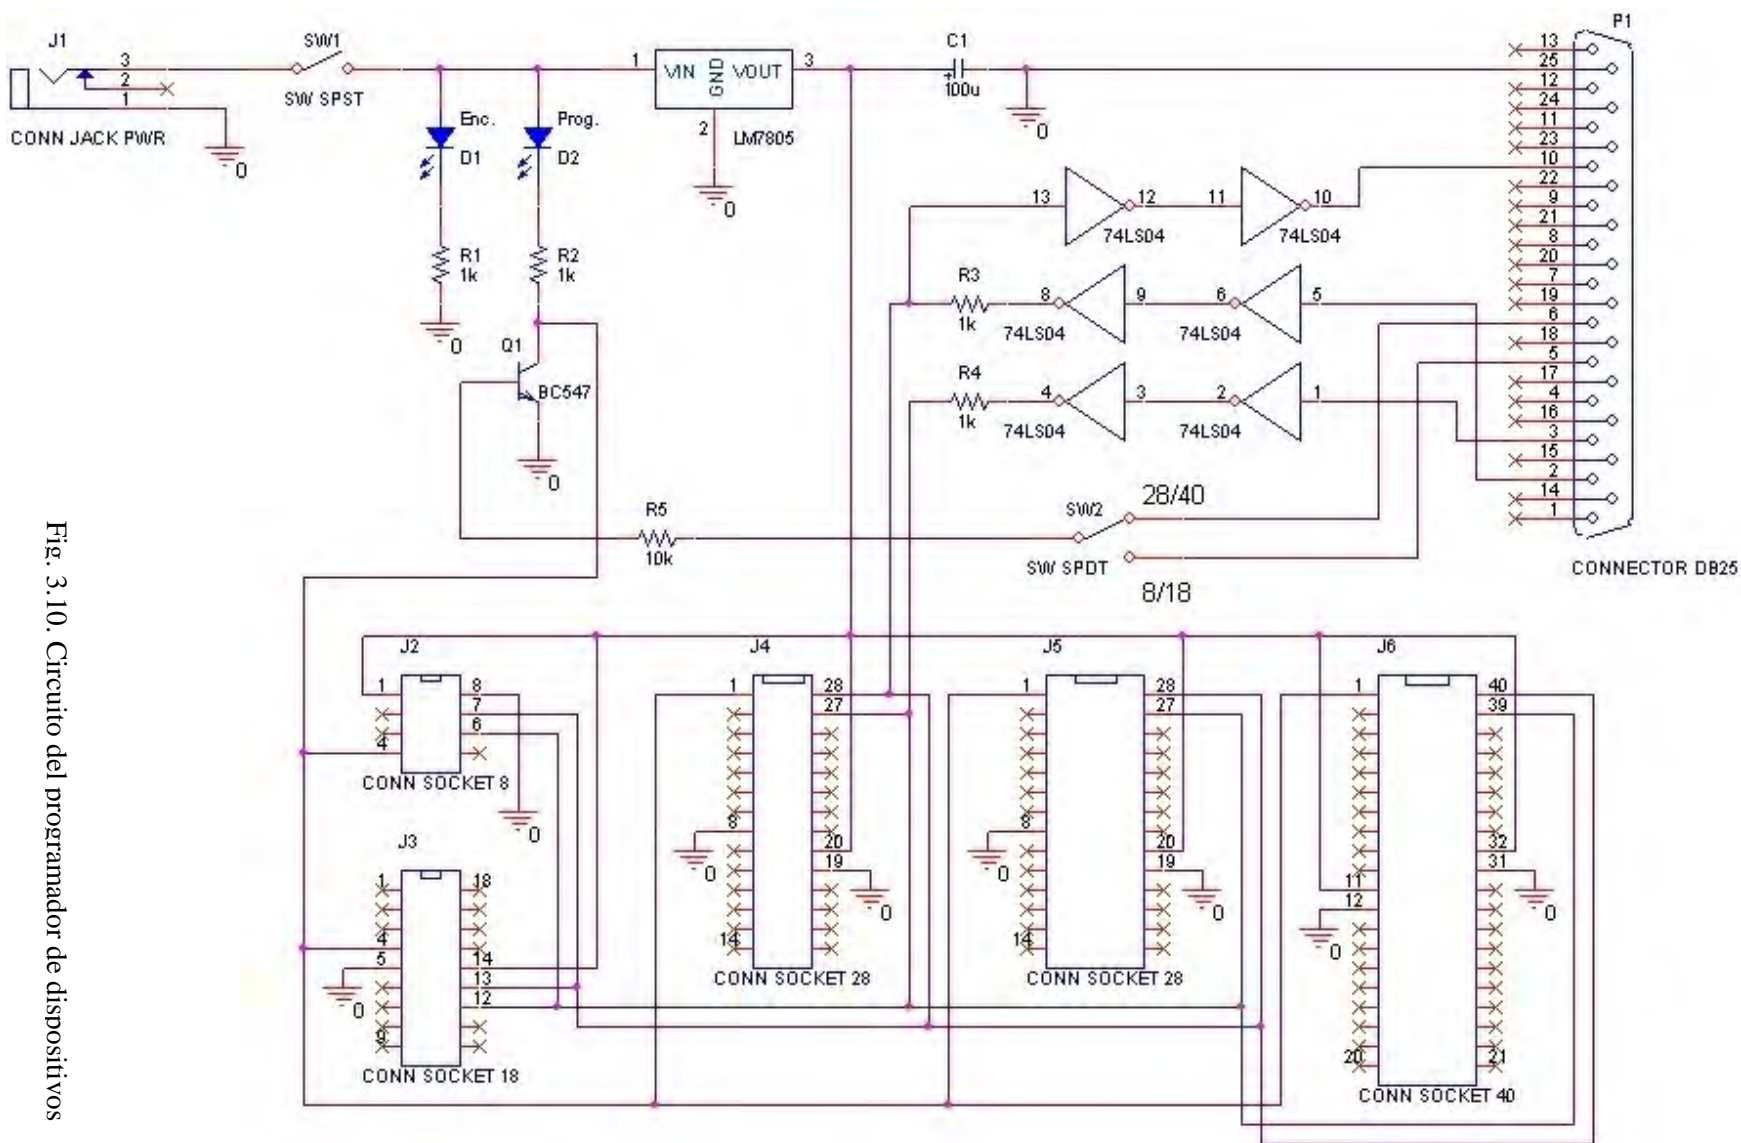 J1
3
2
1
CONN JACK PWR
0
SW1
SW SPST
Enc.
D1
Prog.
D2
R1
1k
0
R2
1k
Q1
BC547
0
1
VIN
GND
VOUT
3
2
LM7805
0
C1
+
100u
0
13
12
74LS04
11
10
74LS04
R3
1k
8
74LS04
9
6
74LS04
5
R4
1k
4
74LS04
3
2
74LS04
1
R5
10k
SW2
SW SPDT
28/40
8/18
P1
13
25
12
24
11
23
10
22
9
21
8
20
7
19
6
18
5
17
4
16
3
15
2
14
1
CONNECTOR DB25
J2
1
4
8
7
6
CONN SOCKET 8
0
J3
1
4
5
9
18
14
13
12
0
CONN SOCKET 18
J4
1
8
14
28
27
20
19
0
0
CONN SOCKET 28
J5
1
8
14
28
27
20
19
0
0
CONN SOCKET 28
J6
1
11
12
20
40
39
32
31
21
0
0
CONN SOCKET 40
Fig. 3.10. Circuito del programador de dispositivos